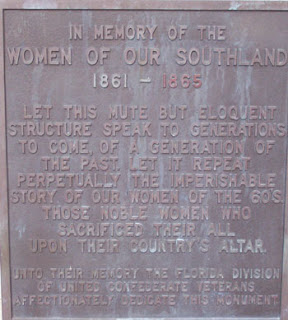 IN MEMORY OF THE
WOMEN OF OUR SOUTHLAND
1861 - 1865
LET THIS MUTE BUT ELOQUENT
STRUCTURE SPEAK TO GENERATIONS
TO COME, OF A GENERATION OF
THE PAST. LET IT REPEAT
PERPETUALLY THE IMPERISHABLE
STORY OF OUR WOMEN OF THE 60'S.
THOSE NOBLE WOMEN WHO
SACRIFICED THEIR ALL
UPON THEIR COUNTRY'S ALTAR.
UNTO THEIR MEMORY THE FLORIDA DIVISION
OF UNITED CONFEDERATE VETERANS
AFFECTIONATELY DEDICATE THIS MONUMENT.